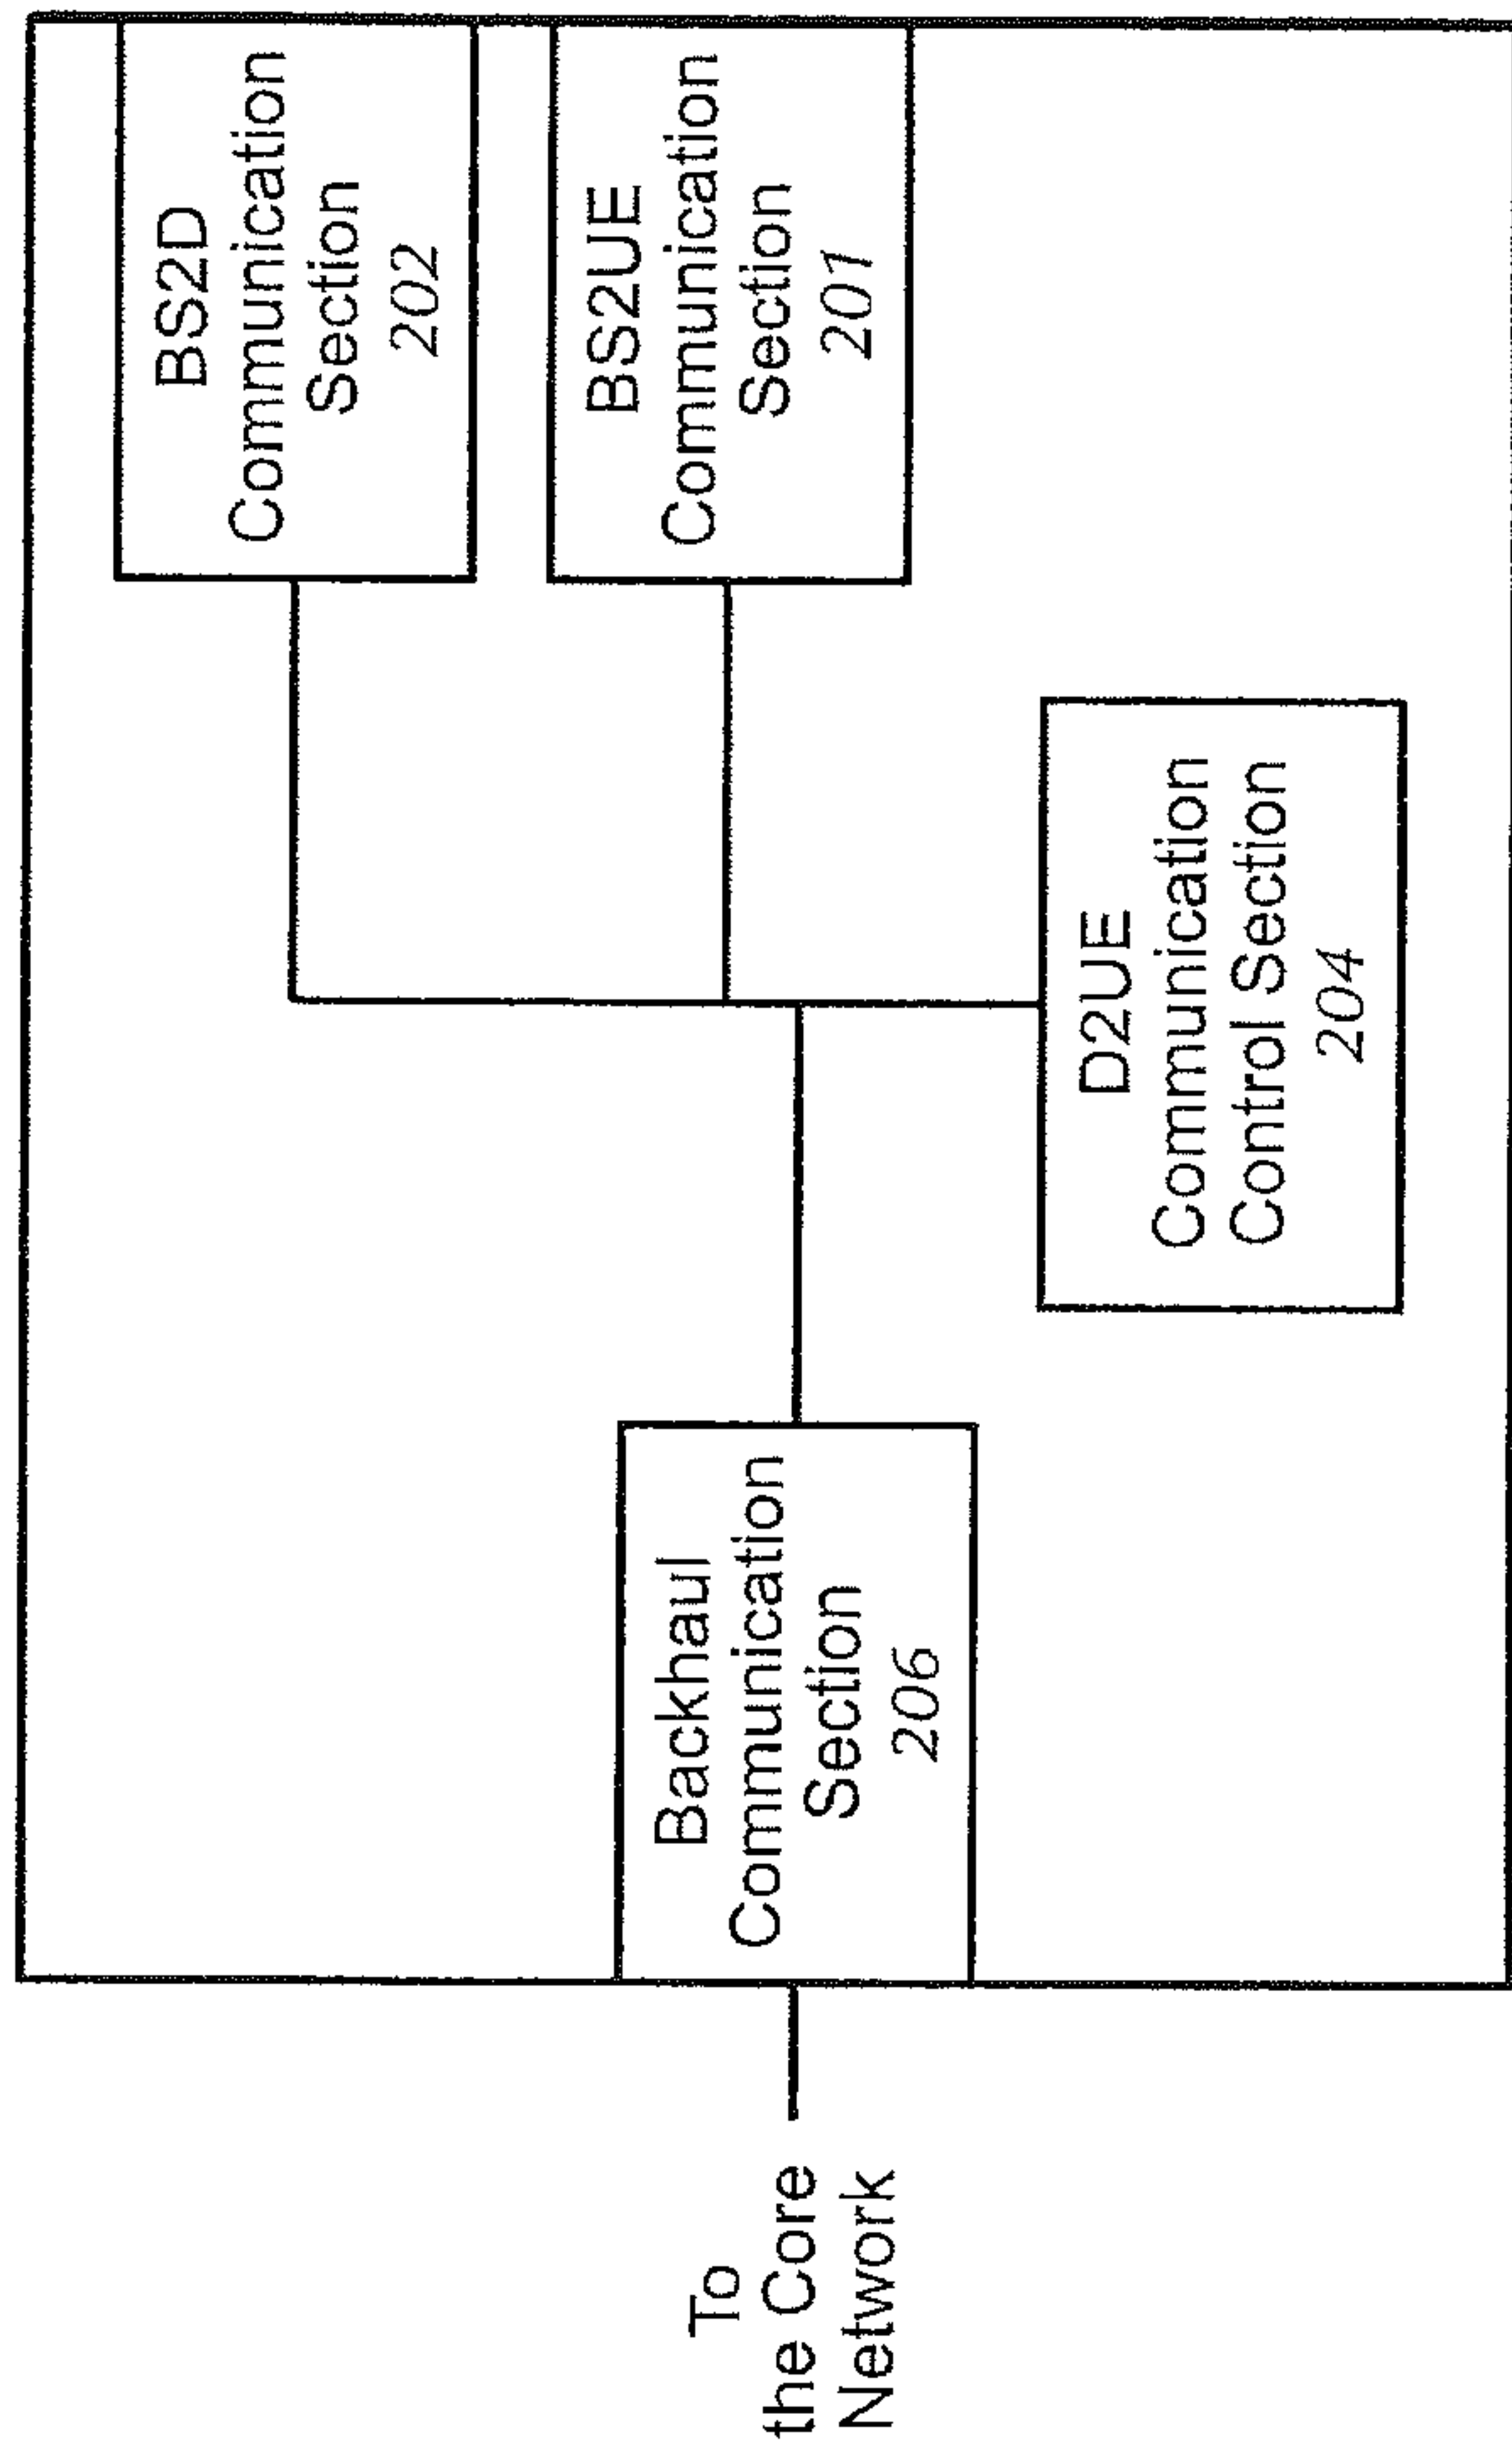 BS2D
Communication
Section
202
BS2UE
Communication
Section
201
D2UE
Communication
Control Section
204
Backhaul
Communication
Section
206
To
the Core
Network